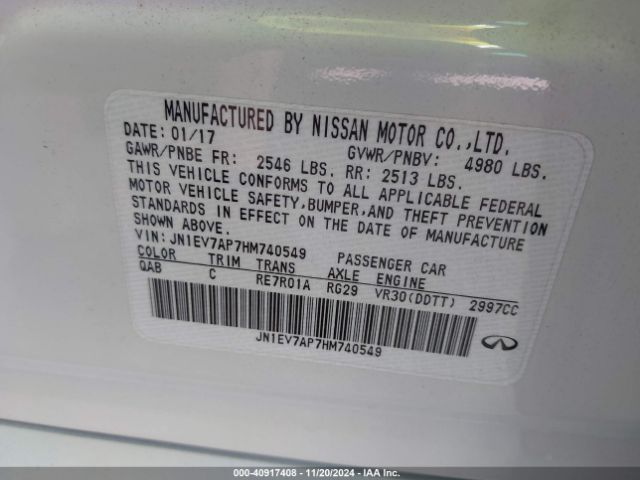 MANUFACTURED BY NISSAN MOTOR CO.,LTD.
DATE: 01/17 GVWR/PNBV: 4980 LBS.
GAWR/PNBE FR: 2546 LBS. RR: 2513 LBS.
THIS VEHICLE CONFORMS TO ALL APPLICABLE FEDERAL
MOTOR VEHICLE SAFETY, BUMPER, AND THEFT PREVENTION
STANDARDS IN EFFECT ON THE DATE OF MANUFACTURE
SHOWN ABOVE.
VIN: JN1EV7AP7HM740549 PASSENGER CAR
COLOR TRIM TRANS AXLE ENGINE
QAB C RE7R01A RG29 VR30(DDTT) 2997CC
JN1EV7AP7HM740549
000-40917408 - 11/20/2024 - IAA Inc.